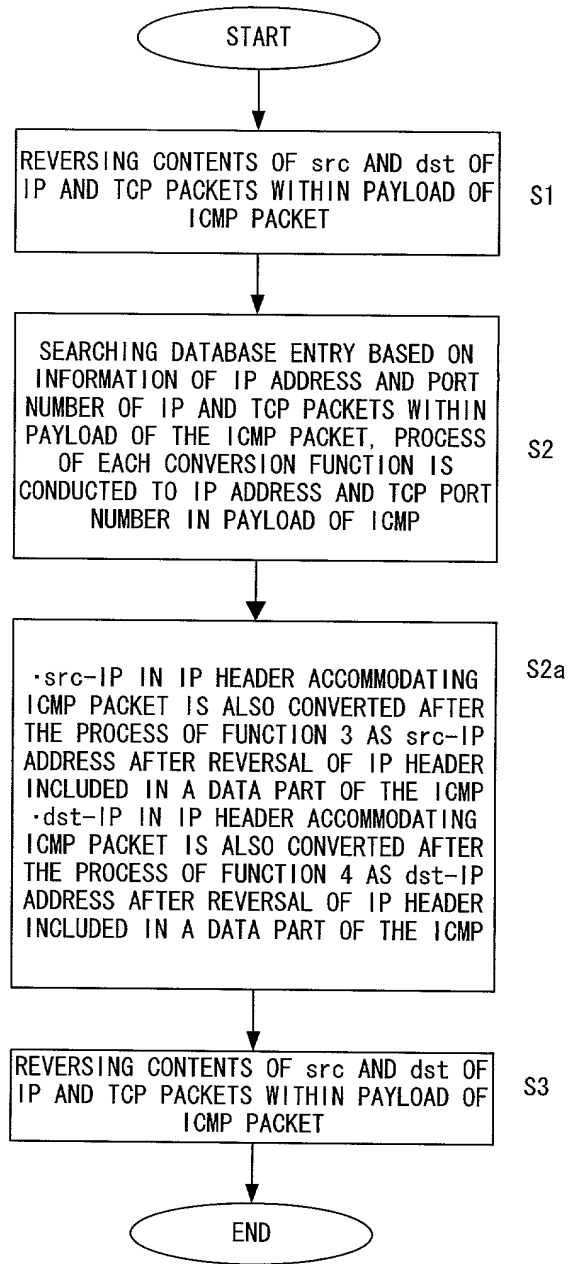 START
REVERSING CONTENTS OF src AND dst OF
IP AND TCP PACKETS WITHIN PAYLOAD OF
ICMP PACKET
S1
SEARCHING DATABASE ENTRY BASED ON
INFORMATION OF IP ADDRESS AND PORT
NUMBER OF IP AND TCP PACKETS WITHIN
PAYLOAD OF THE ICMP PACKET, PROCESS
OF EACH CONVERSION FUNCTION IS
CONDUCTED TO IP ADDRESS AND TCP PORT
NUMBER IN PAYLOAD OF ICMP
S2
·src-IP IN IP HEADER ACCOMMODATING
ICMP PACKET IS ALSO CONVERTED AFTER
THE PROCESS OF FUNCTION 3 AS src-IP
ADDRESS AFTER REVERSAL OF IP HEADER
INCLUDED IN A DATA PART OF THE ICMP
·dst-IP IN IP HEADER ACCOMMODATING
ICMP PACKET IS ALSO CONVERTED AFTER
THE PROCESS OF FUNCTION 4 AS dst-IP
ADDRESS AFTER REVERSAL OF IP HEADER
INCLUDED IN A DATA PART OF THE ICMP
S2a
REVERSING CONTENTS OF src AND dst OF
IP AND TCP PACKETS WITHIN PAYLOAD OF
ICMP PACKET
S3
END